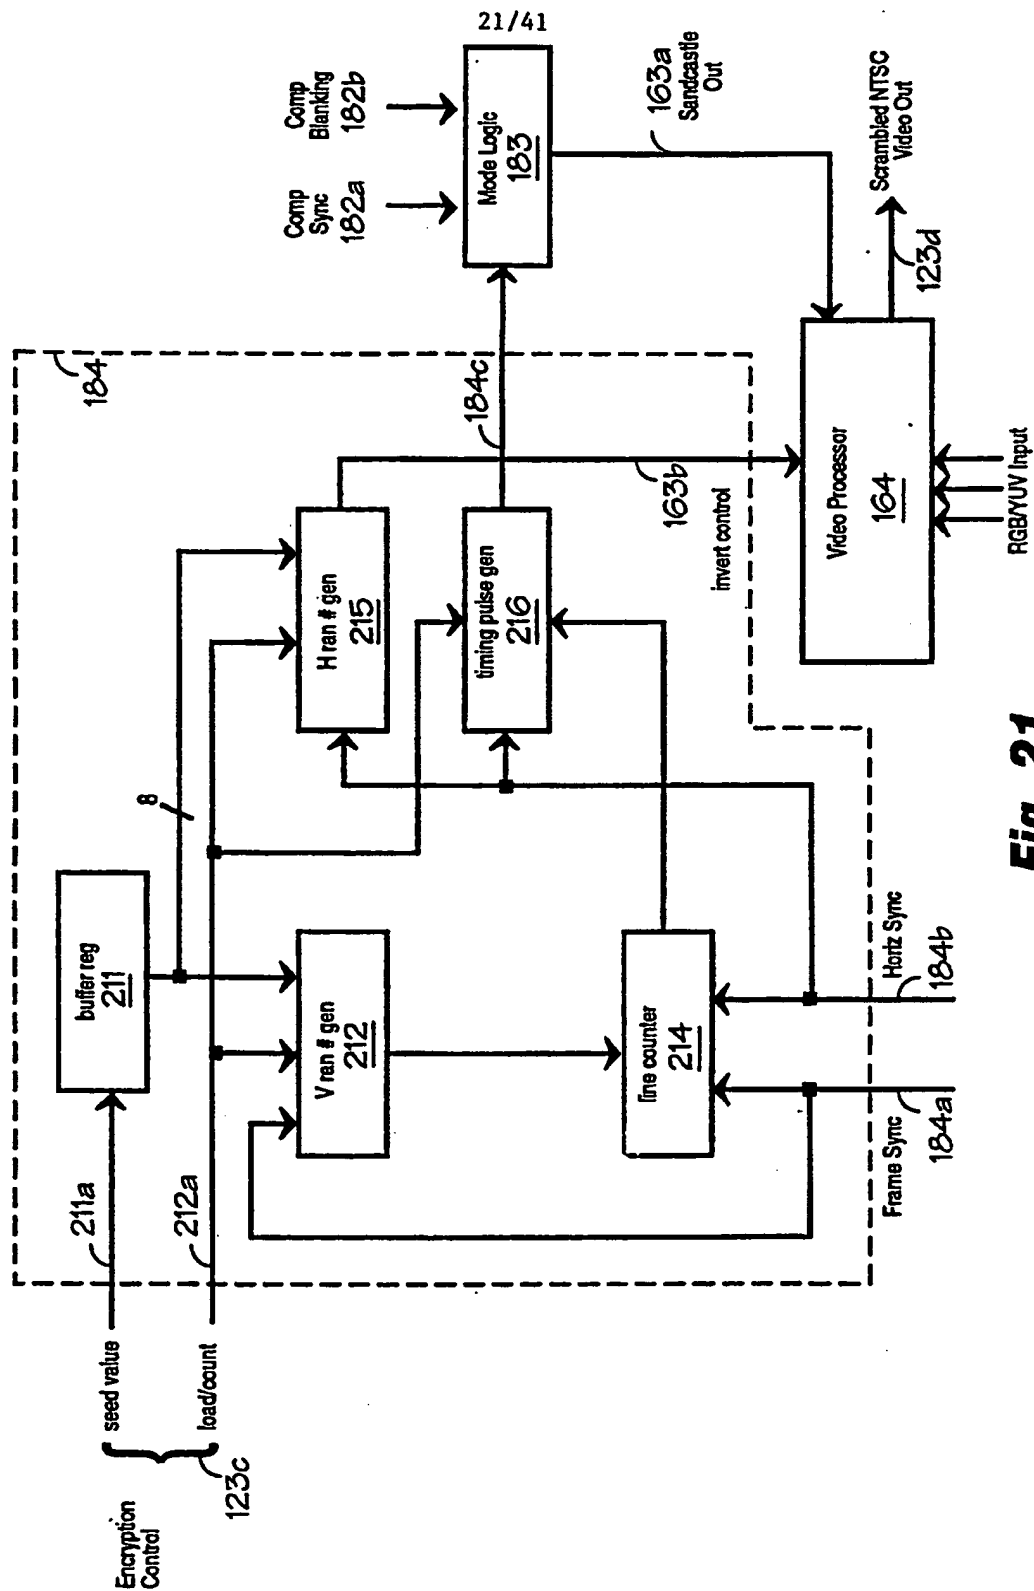 21/41
Encryption
Control
123c
seed value
211a
load/count
212a
buffer reg
211
8
184
V ran # gen
212
H ran # gen
215
timing pulse gen
216
line counter
214
184c
163b
invert control
Comp
Sync
182a
Comp
Blanking
182b
Mode Logic
183
163a
Sandcastle
Out
Video Processor
164
123d
Scrambled NTSC
Video Out
RGB/YUV Input
Frame Sync
184a
Hortz Sync
184b
Fig. 21